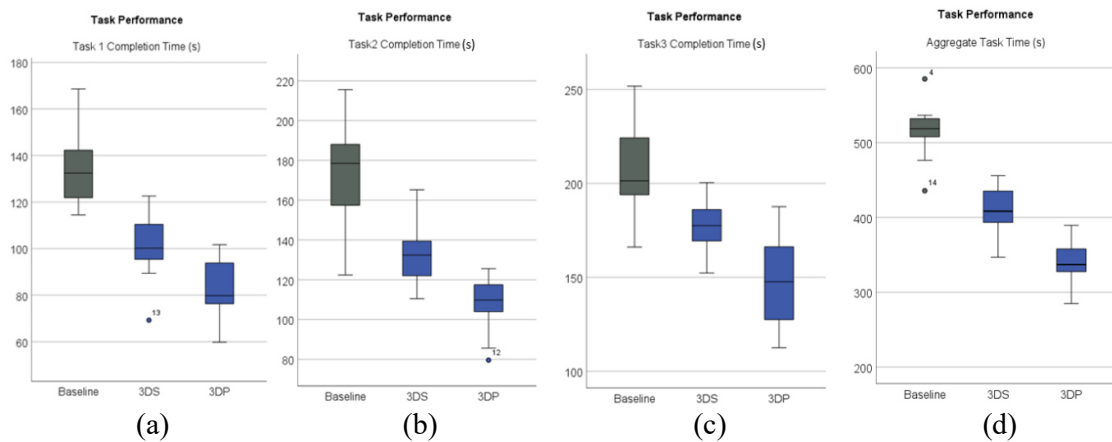 Task Performance
Task 1 Completion Time (s)
180
160
140
120
100
80
60
13
Baseline 3DS 3DP
(a)
Task Performance
Task2 Completion Time (s)
220
200
180
160
140
120
100
80
12
Baseline 3DS 3DP
(b)
Task Performance
Task3 Completion Time (s)
250
200
150
100
Baseline 3DS 3DP
(c)
Task Performance
Aggregate Task Time (s)
600
500
400
300
200
4
14
Baseline 3DS 3DP
(d)